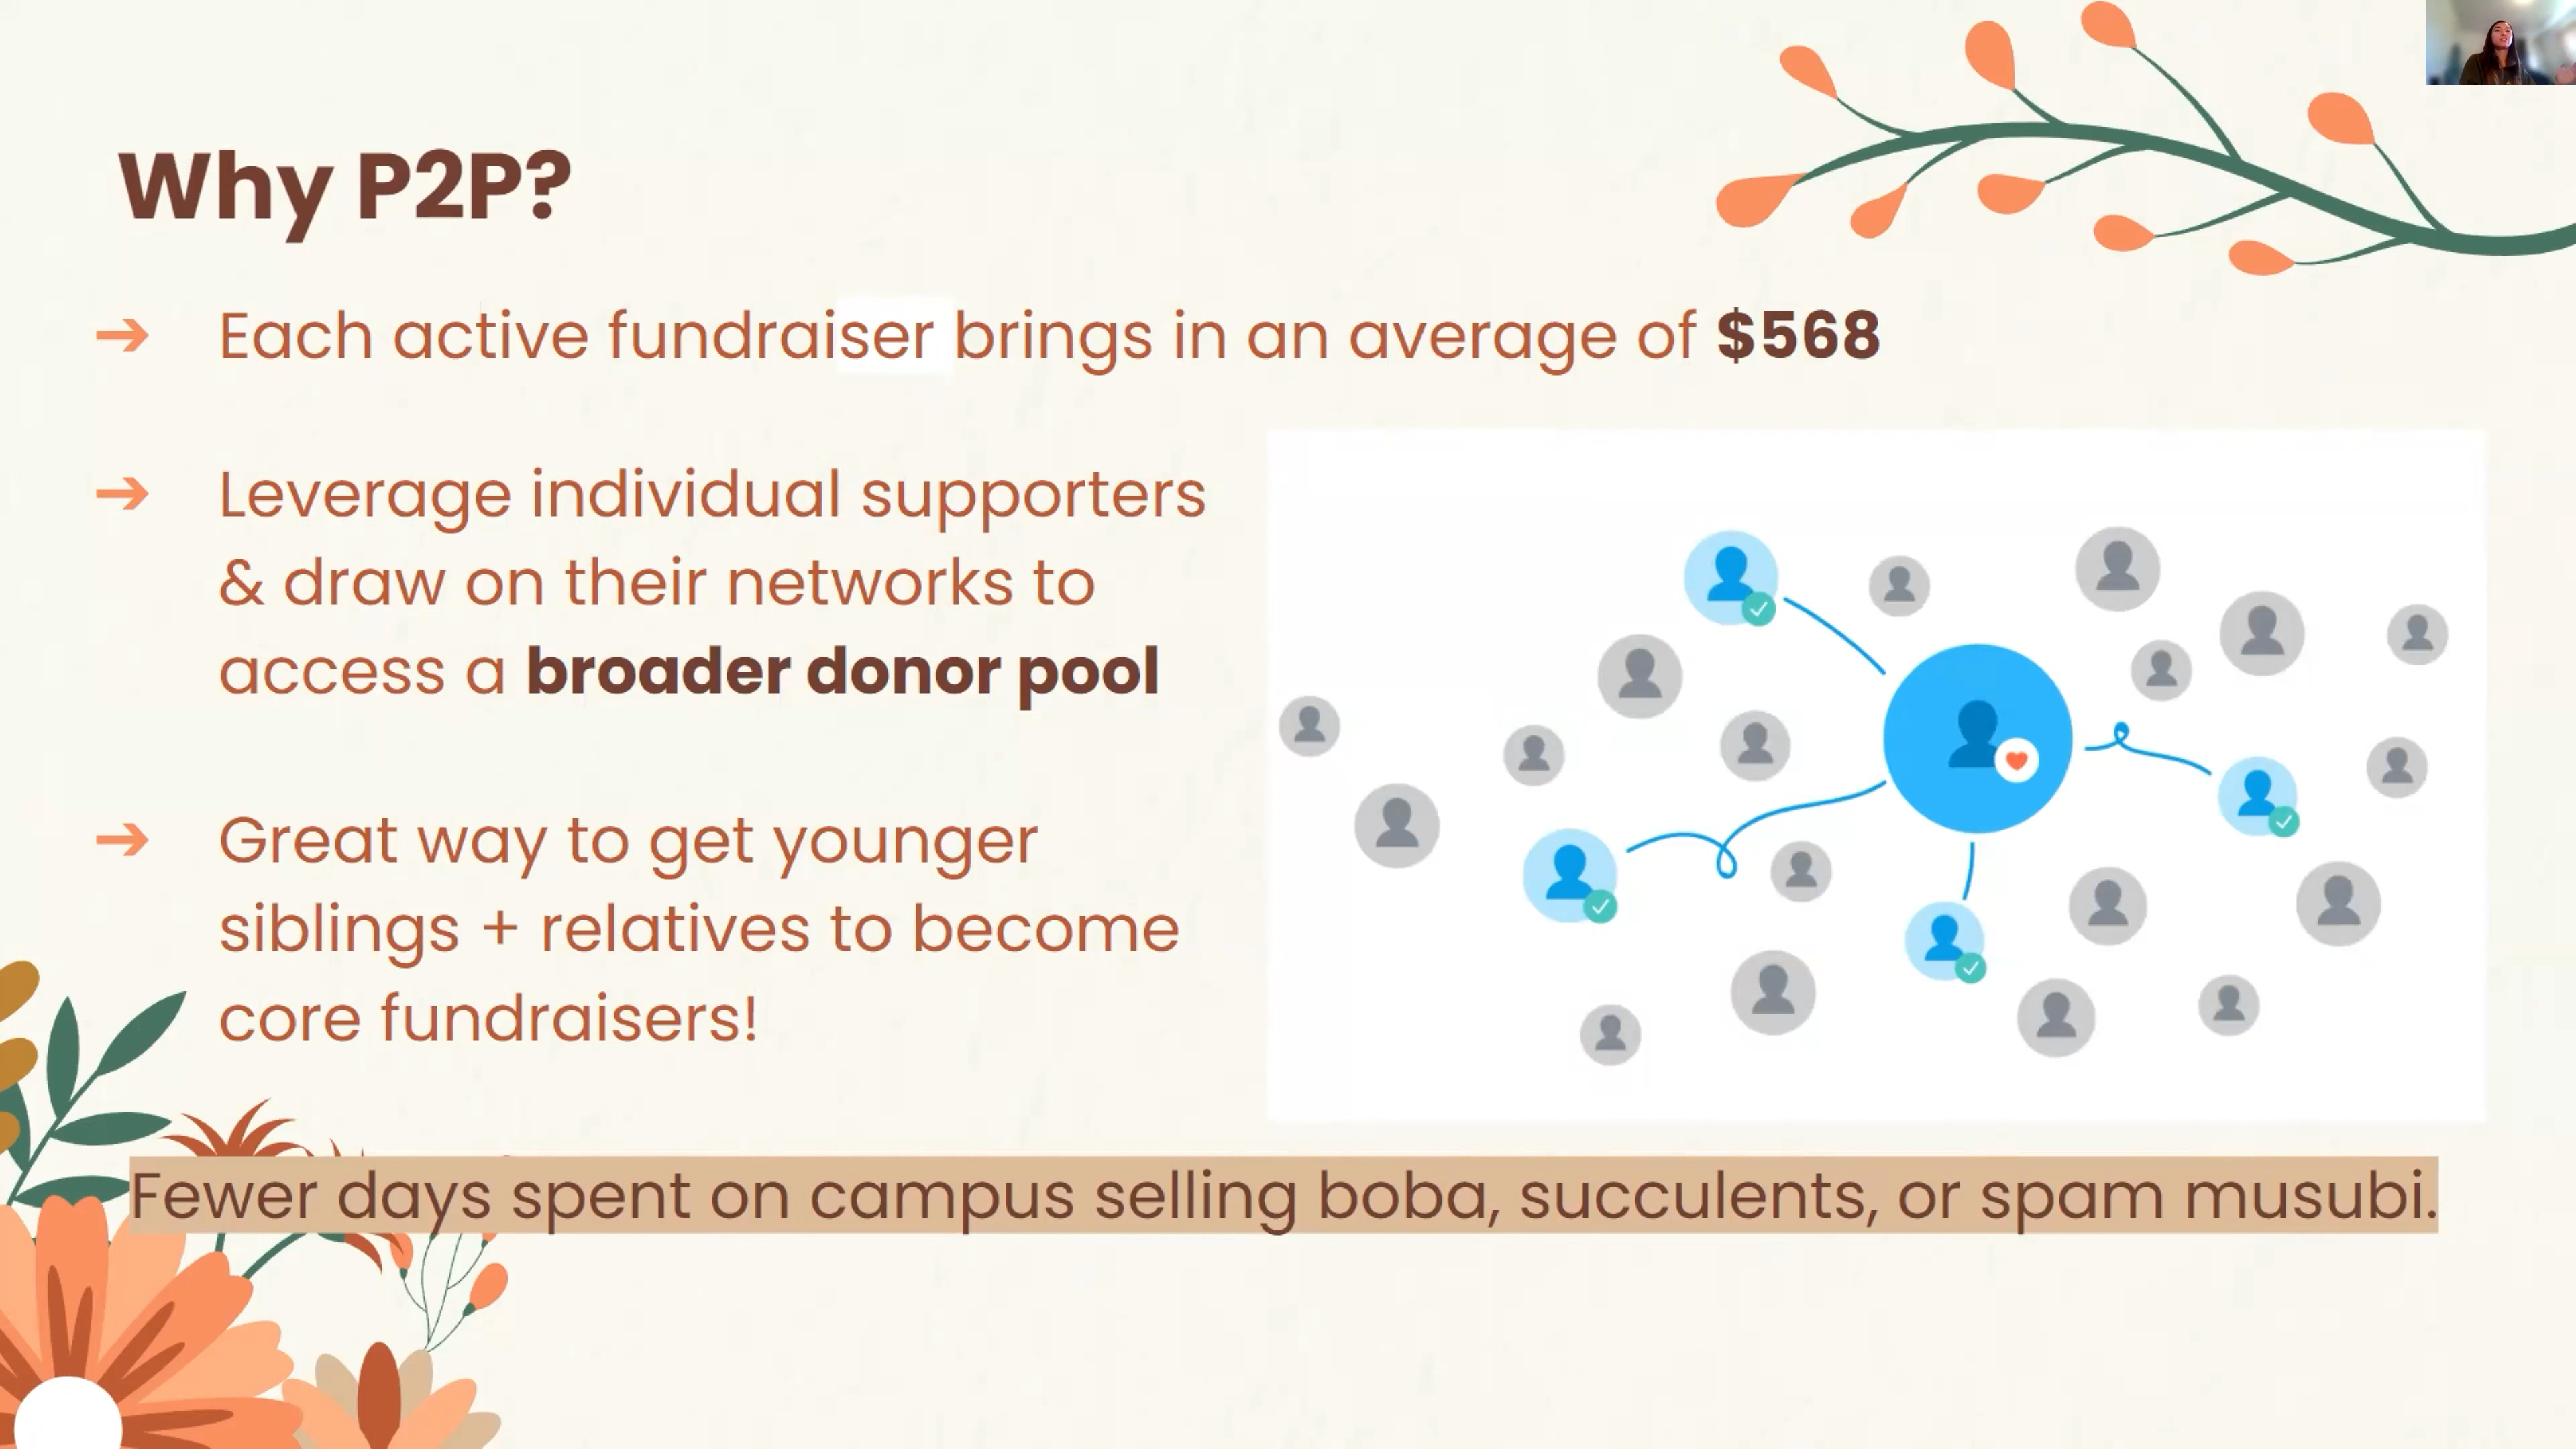 Why P2P?
➔ Each active fundraiser brings in an average of $568
➔ Leverage individual supporters
& draw on their networks to
access a broader donor pool
➔ Great way to get younger
siblings + relatives to become
core fundraisers!
Fewer days spent on campus selling boba, succulents, or spam musubi.